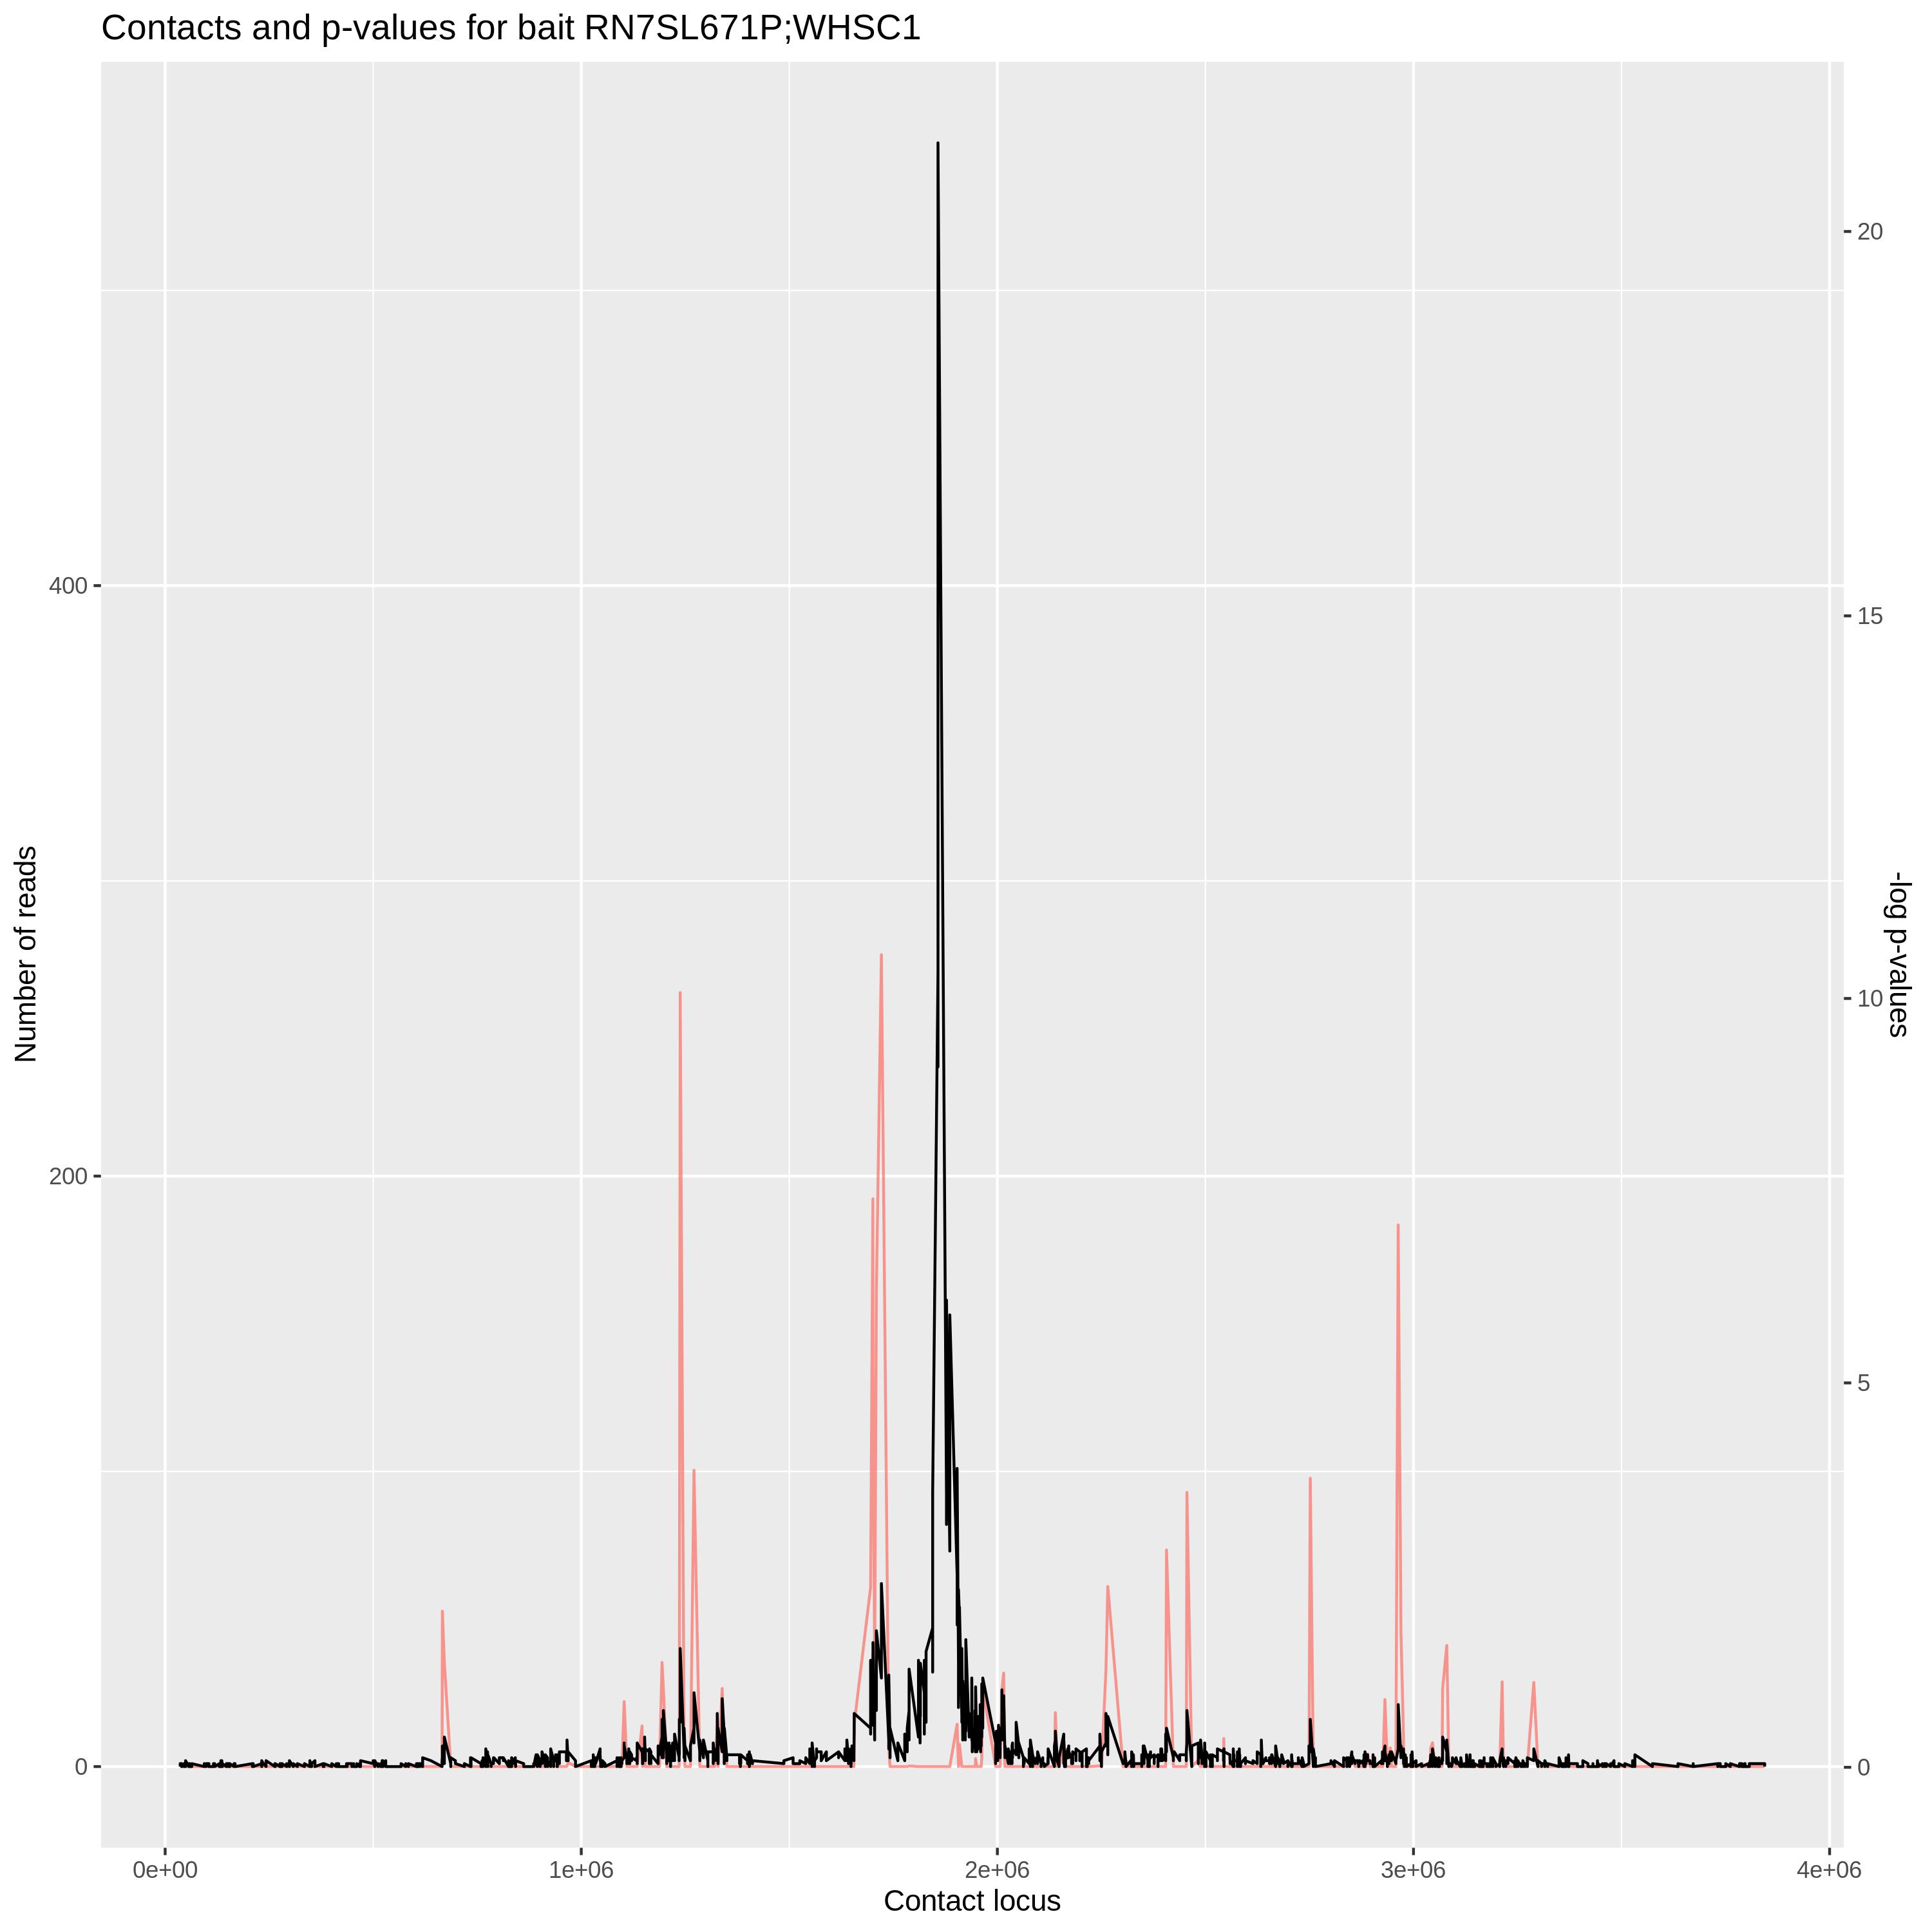 Contacts and p-values for bait RN7SL671P;WHSC1
Number of reads
400
200
0
20
15
10
5
0
-log p-values
0e+00 1e+06 2e+06 3e+06 4e+06
Contact locus